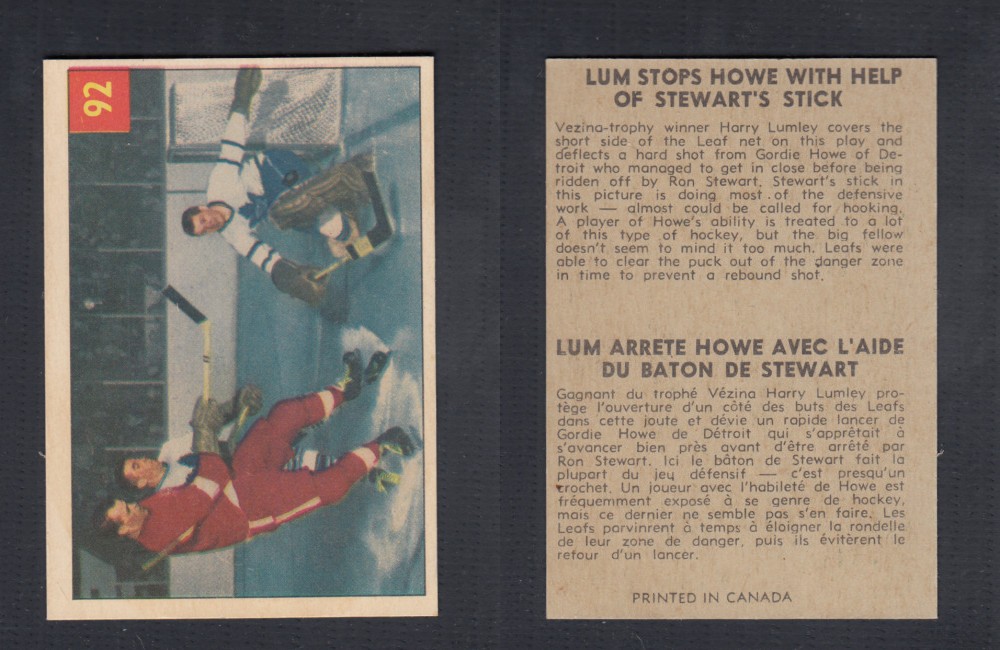 92
LUM STOPS HOWE WITH HELP
OF STEWART'S STICK
Vezina-trophy winner Harry Lumley covers the
short side of the Leaf net on this play and
deflects a hard shot from Gordie Howe of De-
troit who managed to get in close before being
ridden off by Ron Stewart. Stewart's stick in
this picture is doing most of the defensive
work — almost could be called for hooking.
A player of Howe's ability is treated to a lot
of this type of hockey, but the big fellow
doesn't seem to mind it too much. Leafs were
able to clear the puck out of the danger zone
in time to prevent a rebound shot.
LUM ARRETE HOWE AVEC L'AIDE
DU BATON DE STEWART
Gagnant du trophé Vézina Harry Lumley pro-
tège l'ouverture d'un côté des buts des Leafs
dans cette joute et dévie un rapide lancer de
Gordie Howe de Détroit qui s'apprêtait à
s'avancer bien près avant d'être arrêté par
Ron Stewart. Ici le bâton de Stewart fait la
plupart du jeu défensif — c'est presqu'un
crochet. Un joueur avec l'habileté de Howe est
fréquemment exposé à se genre de hockey,
mais ce dernier ne semble pas s'en faire. Les
Leafs parvinrent à temps à éloigner la rondelle
de leur zone de danger, puis ils évitèrent le
retour d'un lancer.
PRINTED IN CANADA